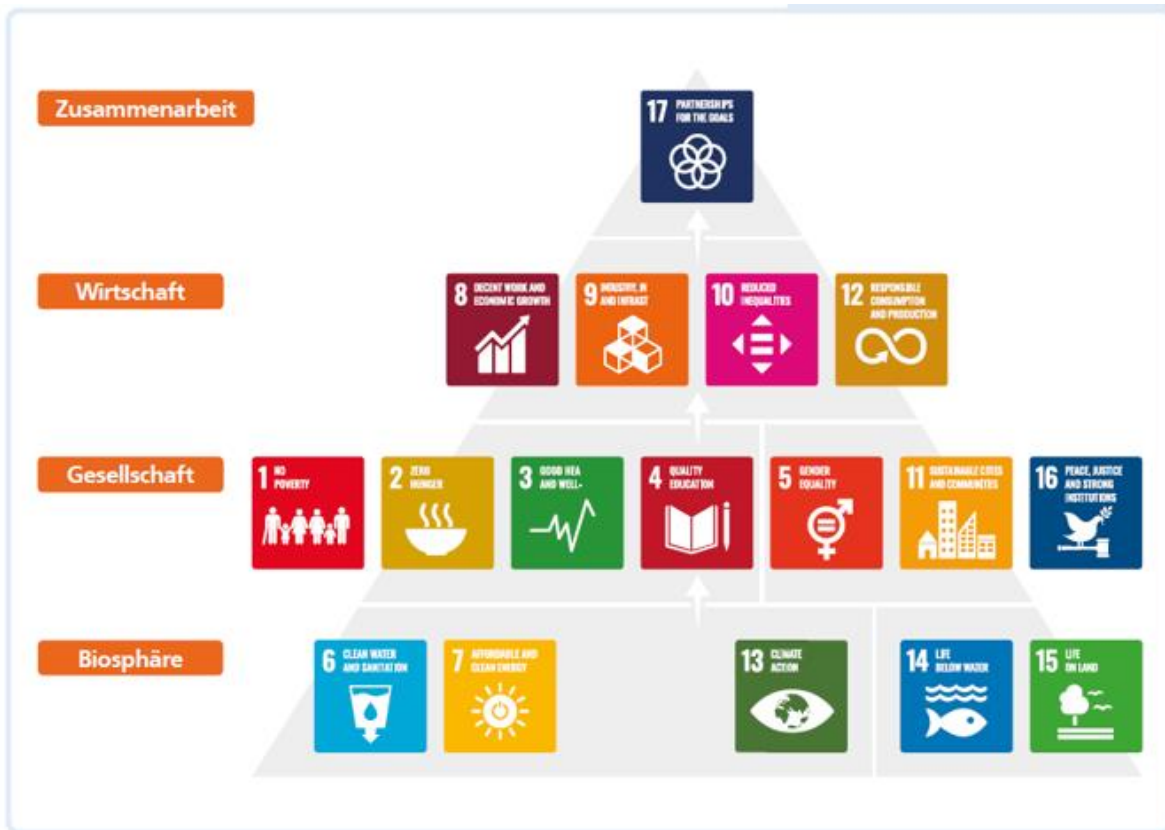 Zusammenarbeit
17 PARTNERSHIPS
FOR THE GOALS
Wirtschaft
8 DECENT WORK AND
ECONOMIC GROWTH
9 INDUSTRY, IN
AND INFRAST
10 REDUCED
INEQUALITIES
12 RESPONSIBLE
CONSUMPTION
AND PRODUCTION
Gesellschaft
1 NO
POVERTY
2 ZERO
HUNGER
3 GOOD HEA
AND WELL-
4 QUALITY
EDUCATION
5 GENDER
EQUALITY
11 SUSTAINABLE CITES
AND COMMUNITIES
16 PEACE, JUSTICE
AND STRONG
INSTITUTIONS
Biosphäre
6 CLEAN WATER
AND SANITATION
7 AFFORDABLE AND
CLEAN ENERGY
13 CLIMATE
ACTION
14 LIFE
BELOW WATER
15 LIFE
ON LAND